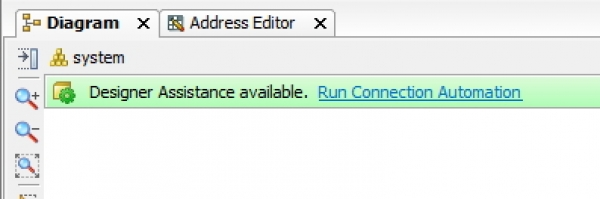 Diagram Address Editor
system
Designer Assistance available. Run Connection Automation